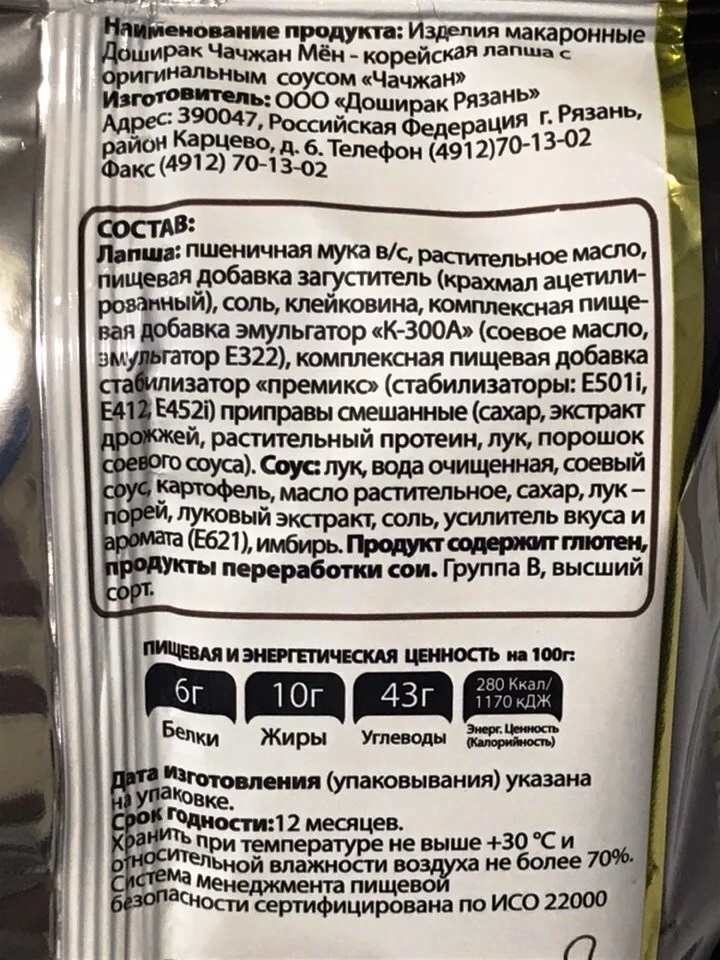 Наименование продукта: Изделия макаронные
Доширак Чачжан Мён - корейская лапша с
оригинальным соусом «Чачжан»
Изготовитель: ООО «Доширак Рязань»
Адрес: 390047, Российская Федерация г. Рязань,
район Карцево, д. 6. Телефон (4912)70-13-02
Факс (4912) 70-13-02
СОСТАВ:
Лапша: пшеничная мука в/с, растительное масло,
пищевая добавка загуститель (крахмал ацетили-
рованный), соль, клейковина, комплексная пище-
вая добавка эмульгатор «К-300А» (соевое масло,
эмульгатор Е322), комплексная пищевая добавка
стабилизатор «премикс» (стабилизаторы: Е501i,
Е412, Е452i) приправы смешанные (сахар, экстракт
дрожжей, растительный протеин, лук, порошок
соевого соуса). Соус: лук, вода очищенная, соевый
соус, картофель, масло растительное, сахар, лук –
порей, луковый экстракт, соль, усилитель вкуса и
аромата (Е621), имбирь. Продукт содержит глютен,
продукты переработки сои. Группа В, высший
сорт.
ПИЩЕВАЯ И ЭНЕРГЕТИЧЕСКАЯ ЦЕННОСТЬ на 100г:
6г 10г 43г 280 Ккал/
1170 кДЖ
Белки Жиры Углеводы Энерг. Ценность
(Калорийность)
Дата изготовления (упаковывания) указана
на упаковке.
Срок годности:12 месяцев.
Хранить при температуре не выше +30 °С и
относительной влажности воздуха не более 70%.
Система менеджмента пищевой
безопасности сертифицирована по ИСО 22000